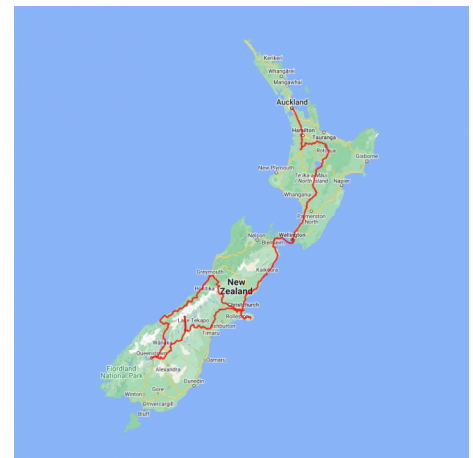 Kerikeri
Whangārei
Mangawhai
Auckland
Hamilton
Tauranga
Rotorua
Gisborne
New Plymouth
Te Ika-a-Māui
North Island
Napier
Whanganui
Palmerston
North
Nelson
Wellington
Blenheim
Kaikōura
Greymouth
New
Zealand
Hokitika
Christchurch
Rolleston
Lake Tekapo
Ashburton
Timaru
Wānaka
Queenstown
Oamaru
Fiordland
National Park
Alexandra
Dunedin
Gore
Winton
Invercargill
Bluff